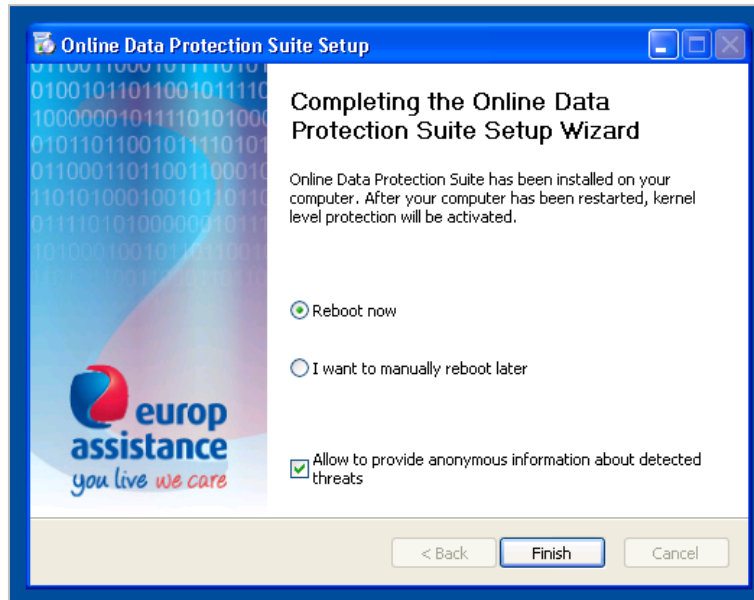 Online Data Protection Suite Setup
Completing the Online Data
Protection Suite Setup Wizard
Online Data Protection Suite has been installed on your
computer. After your computer has been restarted, kernel
level protection will be activated.
Reboot now
I want to manually reboot later
Allow to provide anonymous information about detected
threats
europ
assistance
you live we care
< Back
Finish
Cancel